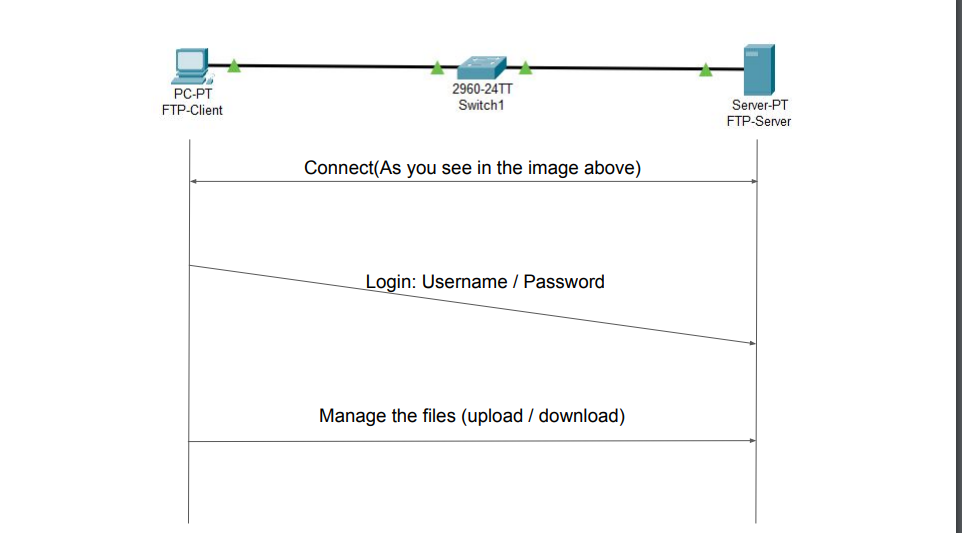 PC-PT
FTP-Client
2960-24TT
Switch1
Server-PT
FTP-Server
Connect(As you see in the image above)
Login: Username / Password
Manage the files (upload / download)